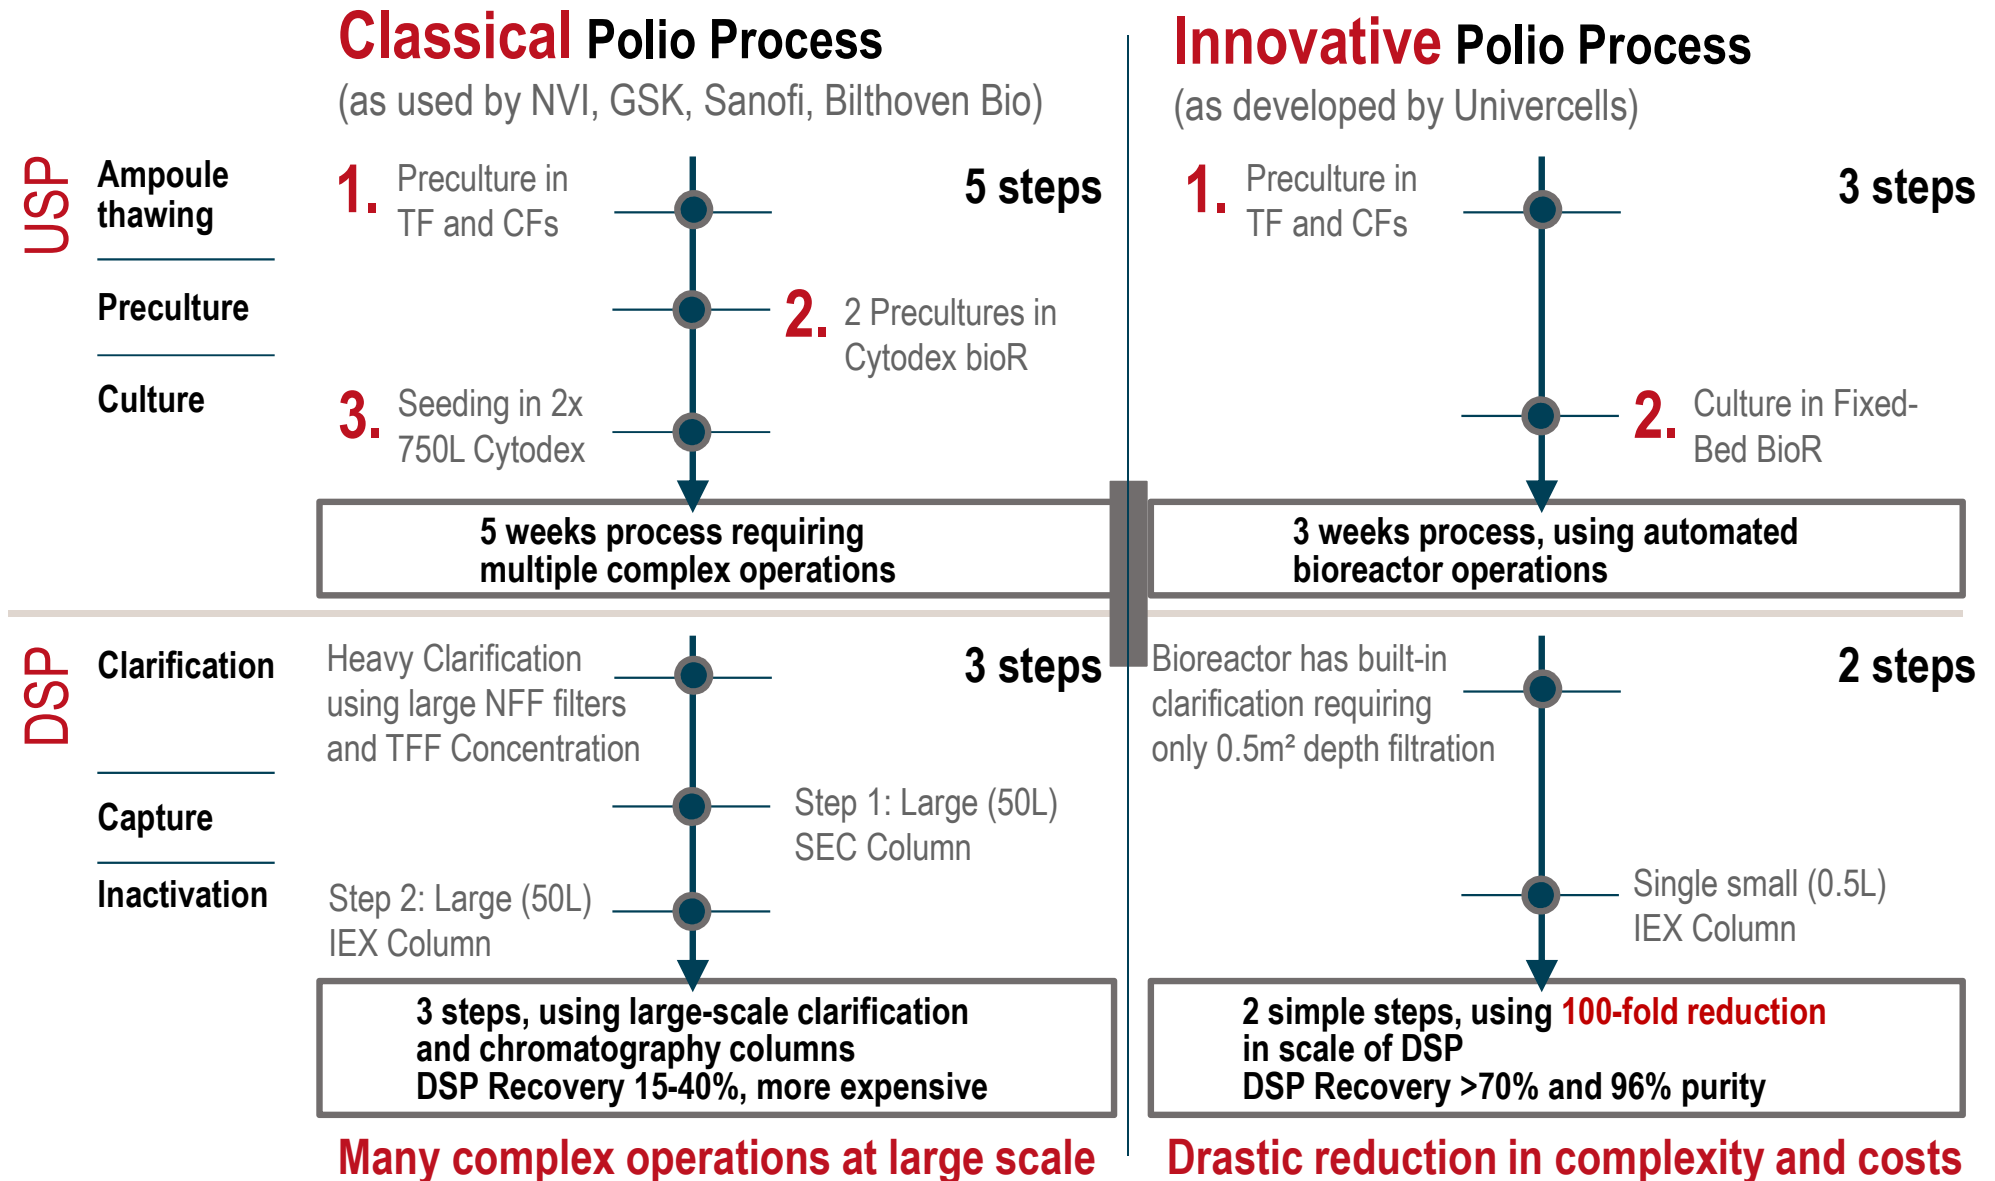 Classical Polio Process
(as used by NVI, GSK, Sanofi, Bilthoven Bio)
Innovative Polio Process
(as developed by Univercells)
USP
Ampoule
thawing
Preculture
Culture
1.
Preculture in
TF and CFs
5 steps
2.
2 Precultures in
Cytodex bioR
3.
Seeding in 2x
750L Cytodex
5 weeks process requiring
multiple complex operations
1.
Preculture in
TF and CFs
3 steps
2.
Culture in Fixed-
Bed BioR
3 weeks process, using automated
bioreactor operations
DSP
Clarification
Capture
Inactivation
Heavy Clarification
using large NFF filters
and TFF Concentration
3 steps
Step 1: Large (50L)
SEC Column
Step 2: Large (50L)
IEX Column
3 steps, using large-scale clarification
and chromatography columns
DSP Recovery 15-40%, more expensive
Many complex operations at large scale
Bioreactor has built-in
clarification requiring
only 0.5m² depth filtration
2 steps
Single small (0.5L)
IEX Column
2 simple steps, using 100-fold reduction
in scale of DSP
DSP Recovery >70% and 96% purity
Drastic reduction in complexity and costs